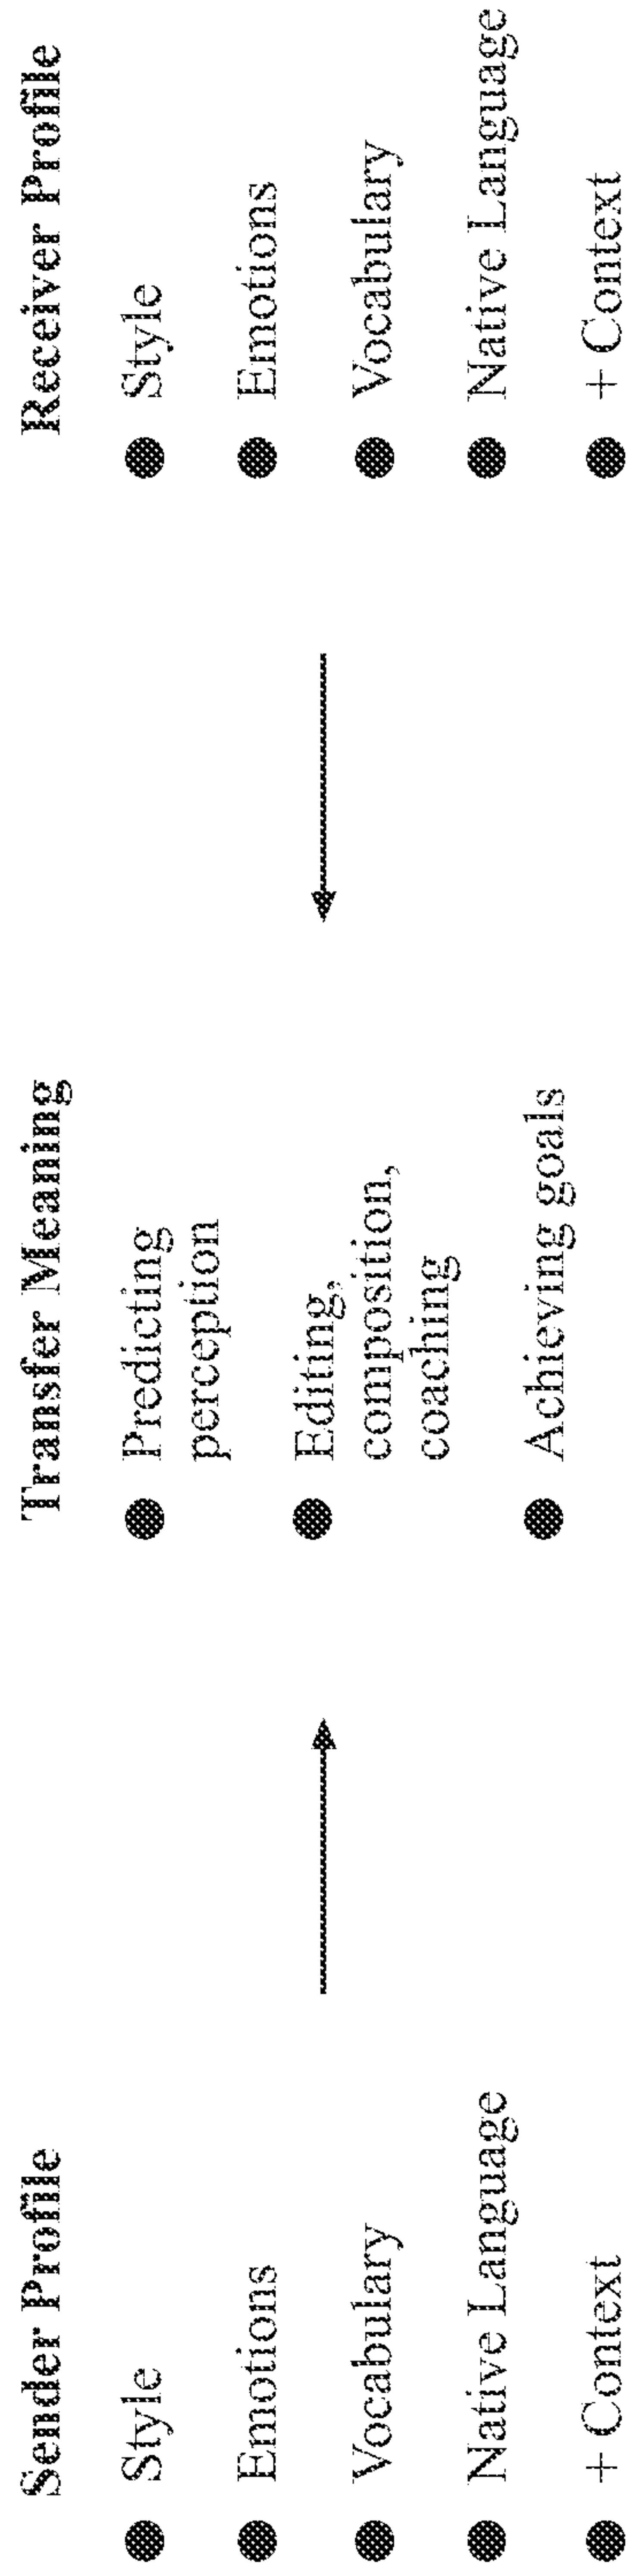 Sender Profile
Style
Emotions
Vocabulary
Native Language
+ Context
Transfer Meaning
Predicting
perception
Editing,
composition,
coaching
Achieving goals
Receiver Profile
Style
Emotions
Vocabulary
Native Language
+ Context